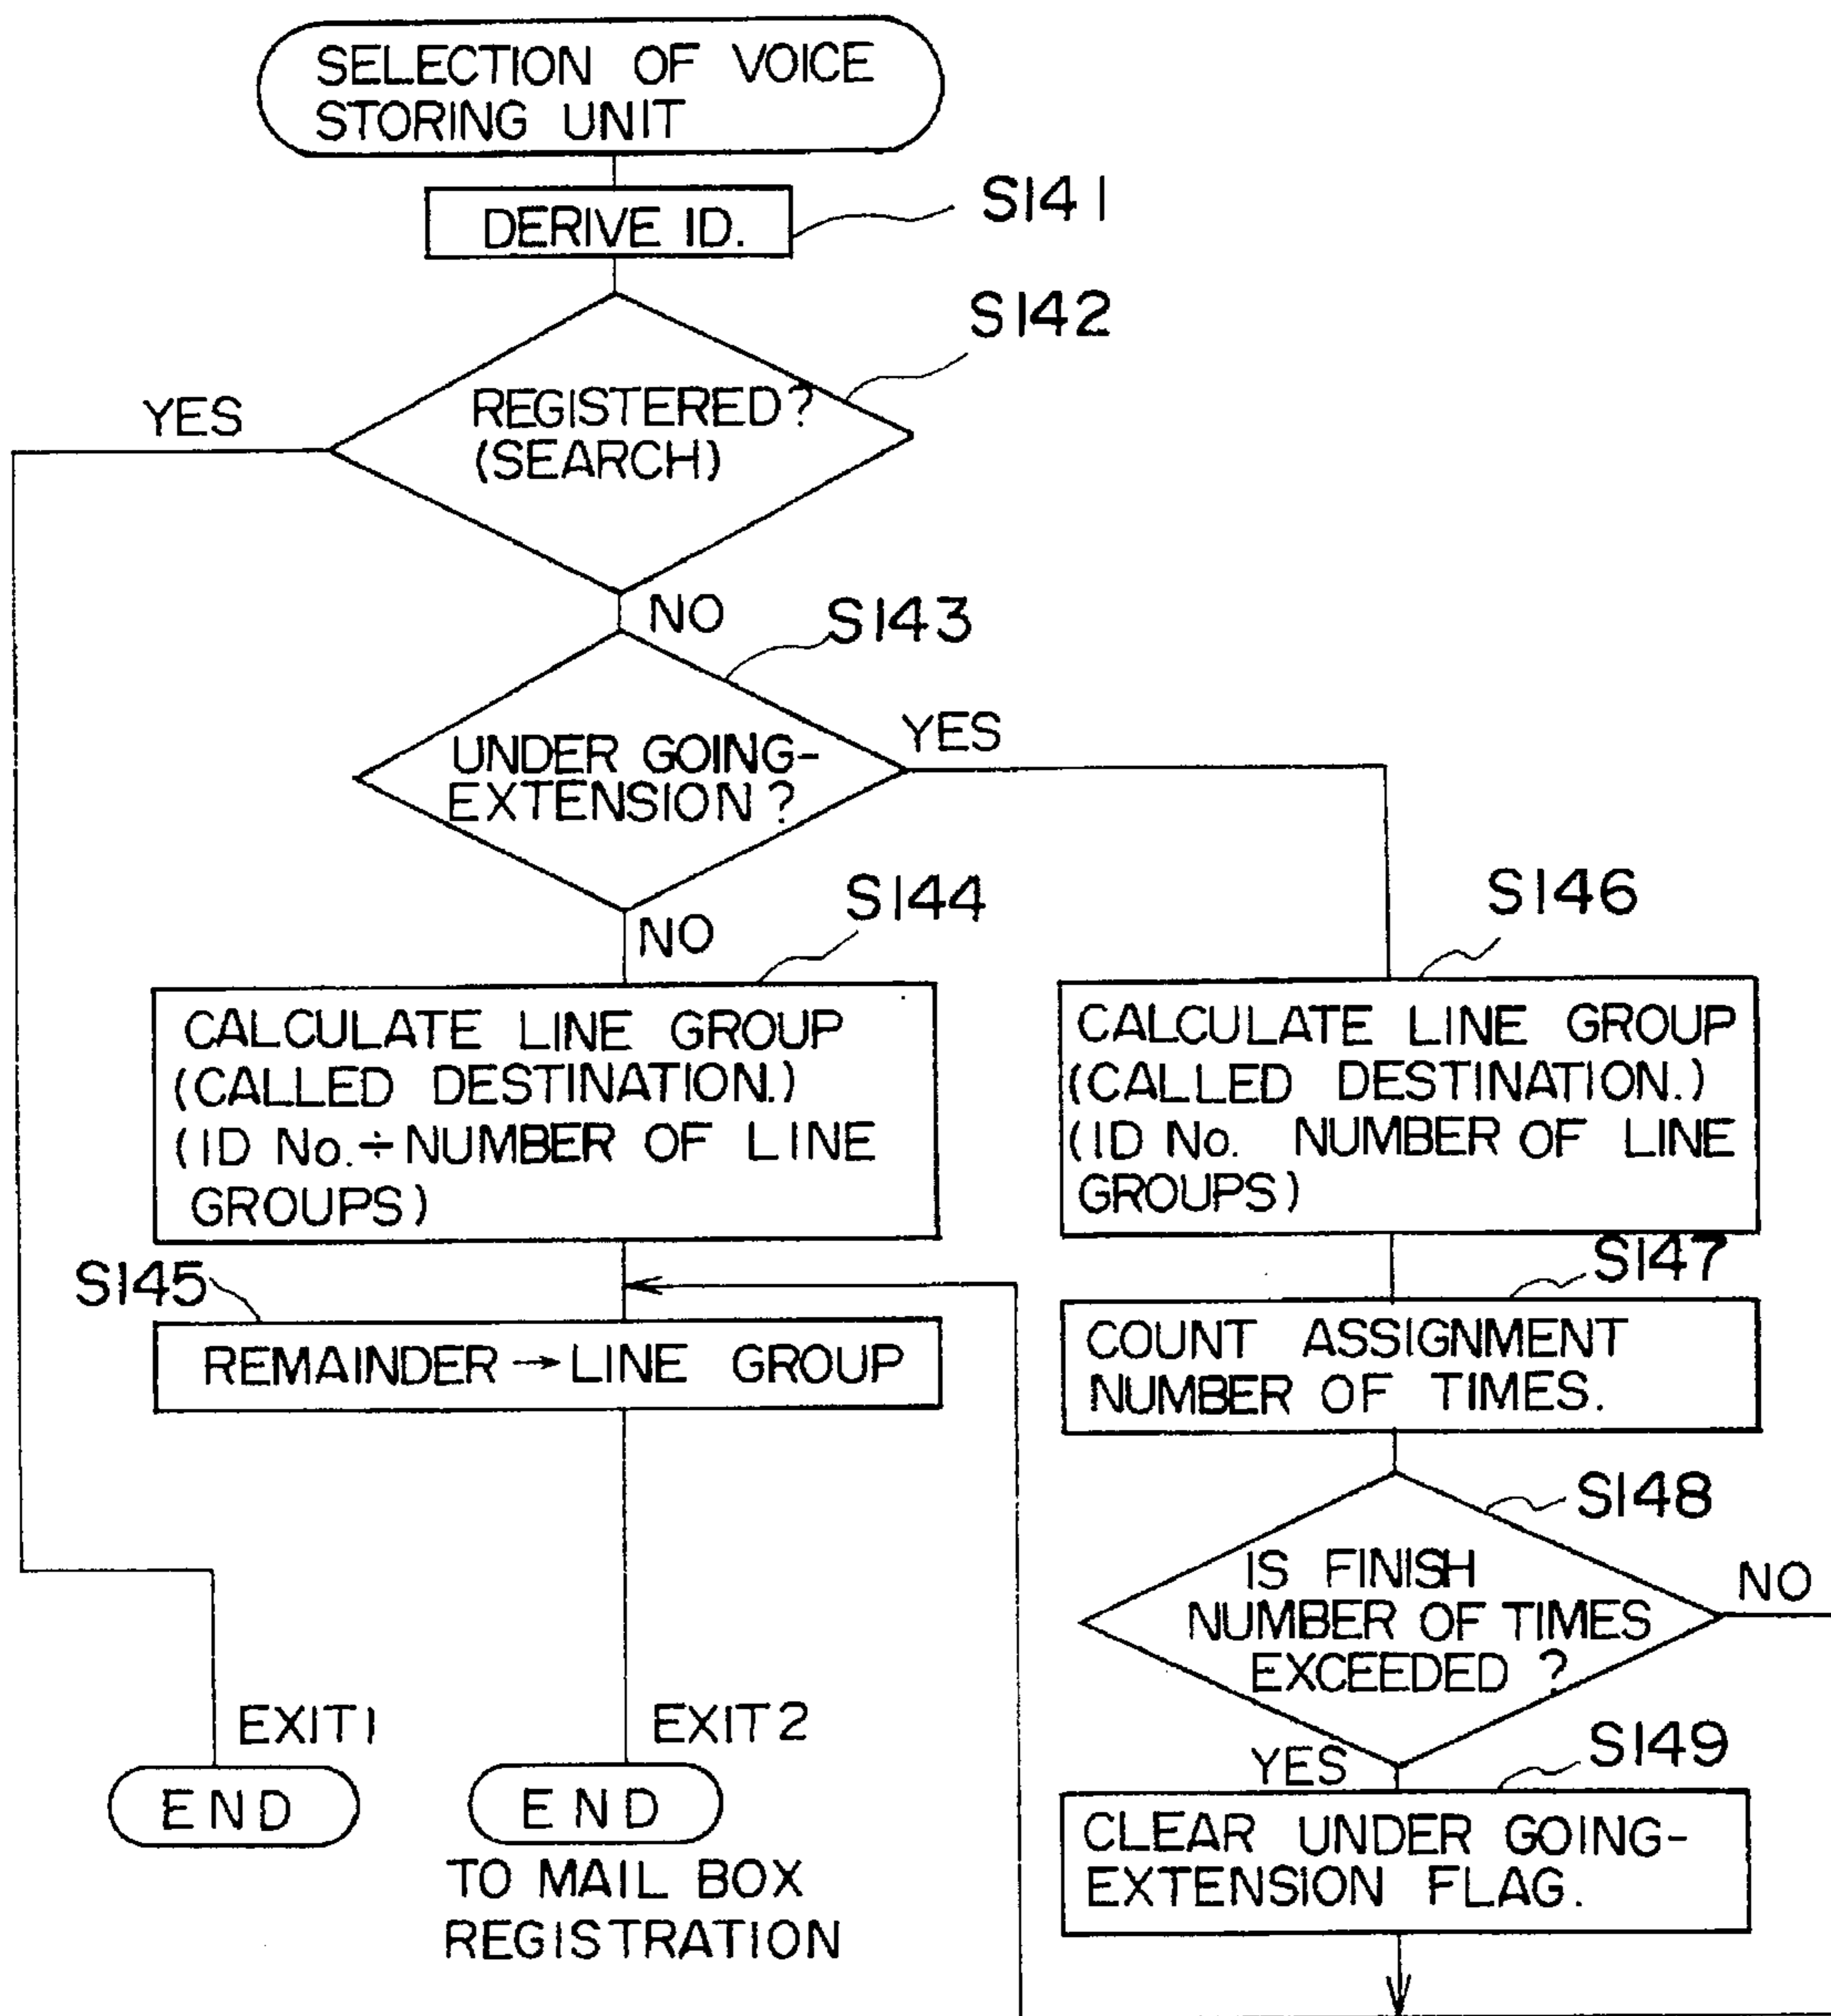 SELECTION OF VOICE
STORING UNIT
DERIVE ID.
S141
REGISTERED?
(SEARCH)
S142
YES
NO
UNDER GOING-
EXTENSION?
S143
YES
NO
S144
CALCULATE LINE GROUP
(CALLED DESTINATION.)
(ID No.÷NUMBER OF LINE
GROUPS)
S145
REMAINDER → LINE GROUP
EXIT1
END
EXIT2
END
TO MAIL BOX
REGISTRATION
S146
CALCULATE LINE GROUP
(CALLED DESTINATION.)
(ID No. NUMBER OF LINE
GROUPS)
S147
COUNT ASSIGNMENT
NUMBER OF TIMES.
S148
IS FINISH
NUMBER OF TIMES
EXCEEDED ?
NO
YES
S149
CLEAR UNDER GOING-
EXTENSION FLAG.